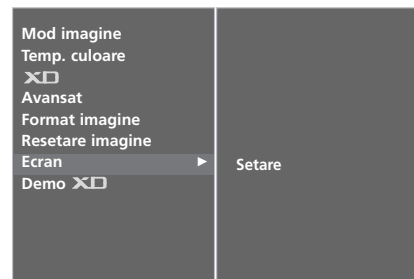 Mod imagine
Temp. culoare
XD
Avansat
Format imagine
Resetare imagine
Ecran ► Setare
Demo XD